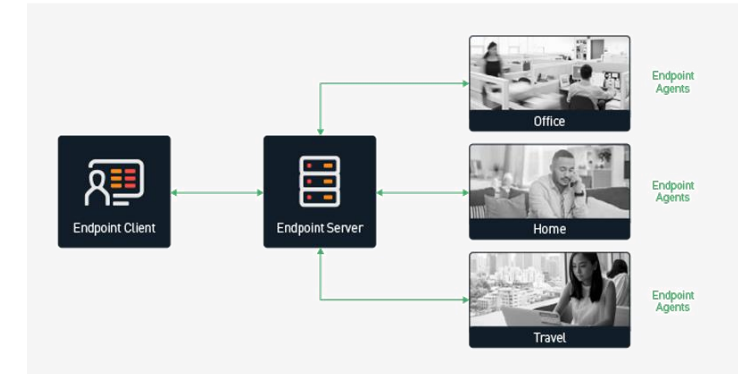 Endpoint Client
Endpoint Server
Office
Endpoint
Agents
Home
Endpoint
Agents
Travel
Endpoint
Agents